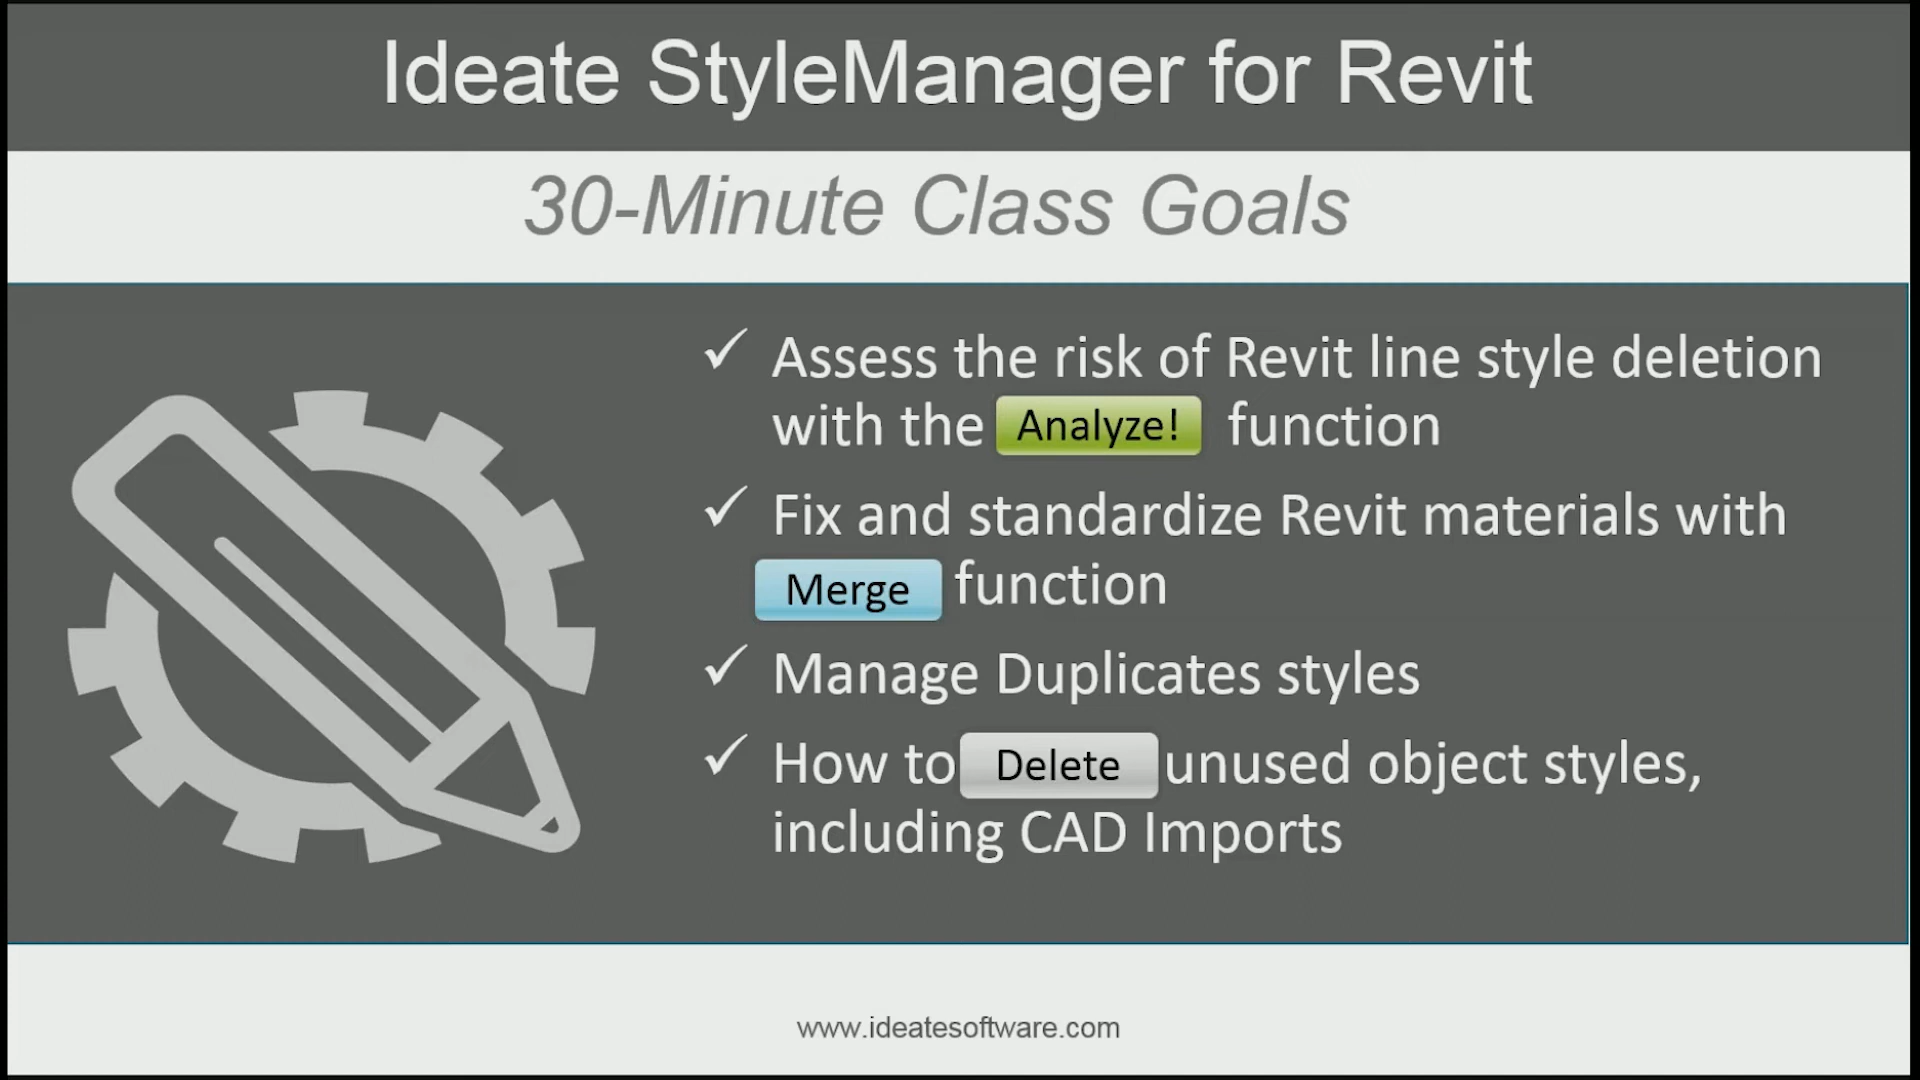 Ideate StyleManager for Revit
30-Minute Class Goals
✓ Assess the risk of Revit line style deletion
with the Analyze! function
✓ Fix and standardize Revit materials with
Merge function
✓ Manage Duplicates styles
✓ How to Delete unused object styles,
including CAD Imports
www.ideatesoftware.com